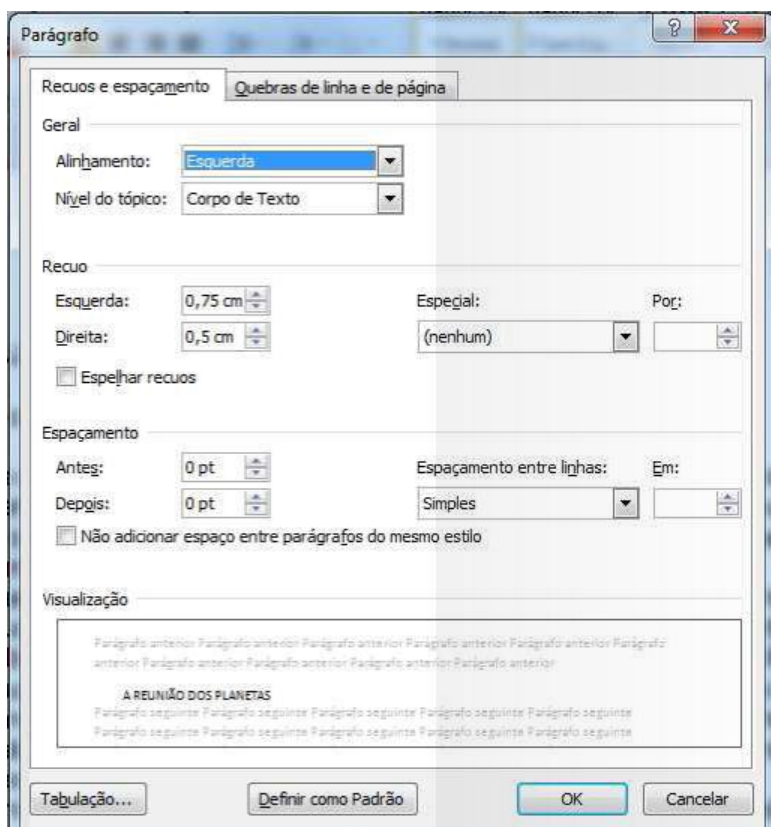 Parágrafo
Recuos e espaçamento Quebras de linha e de página
Geral
Alinhamento: Esquerda
Nível do tópico: Corpo de Texto
Recuo
Esquerda: 0,75 cm Especial: Por:
Direita: 0,5 cm (nenhum)
Espelhar recuos
Espaçamento
Antes: 0 pt Espaçamento entre linhas: Em:
Depois: 0 pt Simples
Não adicionar espaço entre parágrafos do mesmo estilo
Visualização
Parágrafo anterior Parágrafo anterior Parágrafo anterior Parágrafo anterior Parágrafo anterior Parágrafo
anterior Parágrafo anterior Parágrafo anterior Parágrafo anterior Parágrafo anterior
A REUNIÃO DOS PLANETAS
Parágrafo seguinte Parágrafo seguinte Parágrafo seguinte Parágrafo seguinte Parágrafo seguinte
Parágrafo seguinte Parágrafo seguinte Parágrafo seguinte Parágrafo seguinte Parágrafo seguinte
Tabulação... Definir como Padrão OK Cancelar